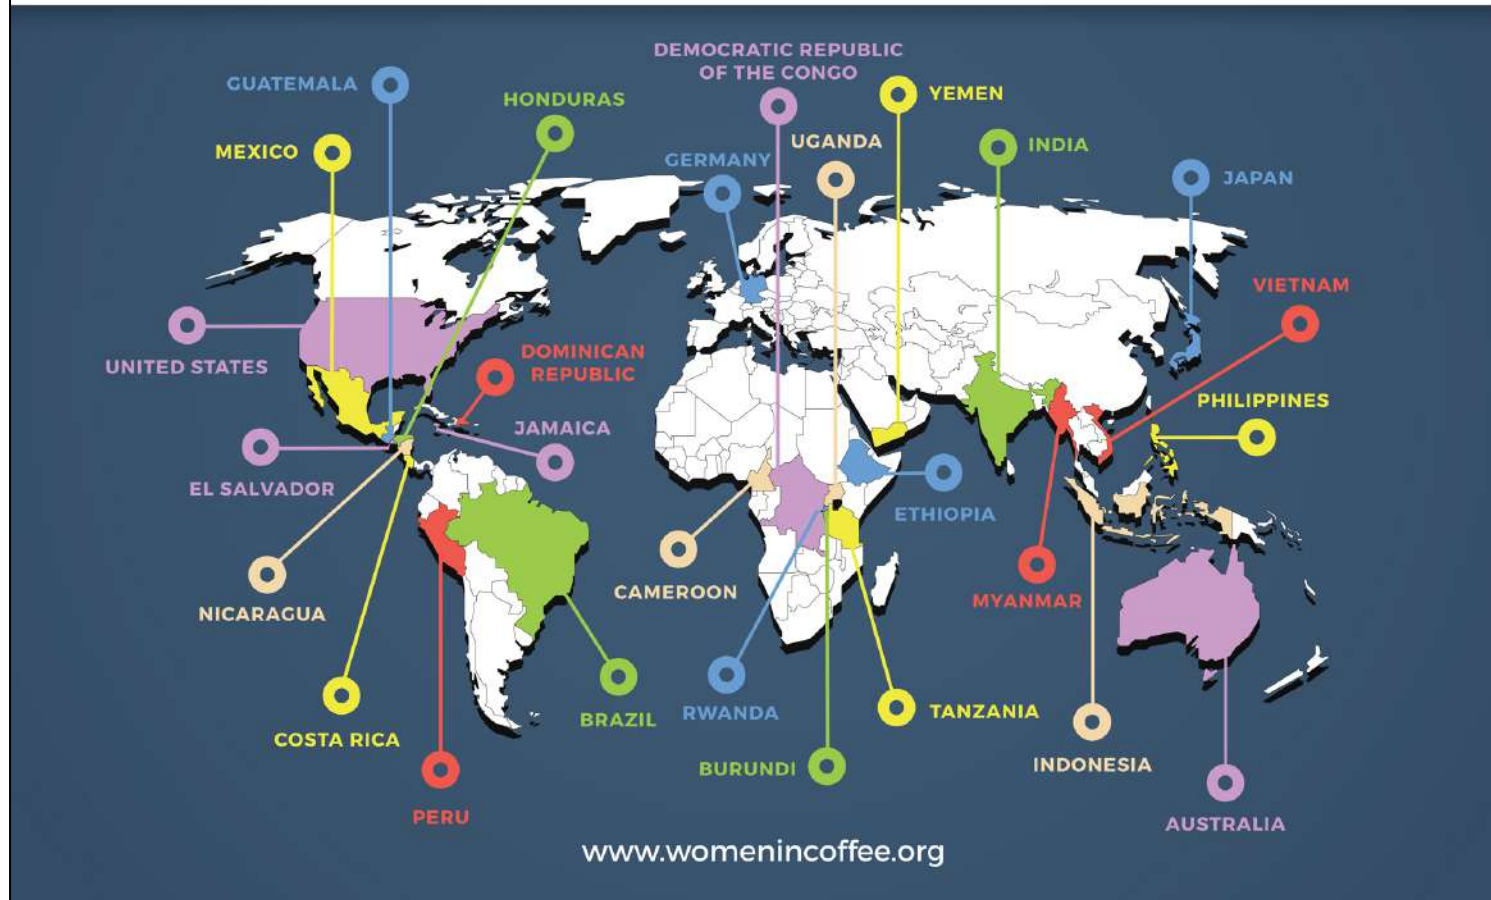 DEMOCRATIC REPUBLIC
OF THE CONGO
GUATEMALA
HONDURAS
YEMEN
UGANDA
INDIA
MEXICO
GERMANY
JAPAN
VIETNAM
UNITED STATES
DOMINICAN
REPUBLIC
PHILIPPINES
JAMAICA
EL SALVADOR
ETHIOPIA
CAMEROON
MYANMAR
NICARAGUA
RWANDA
TANZANIA
BRAZIL
COSTA RICA
BURUNDI
INDONESIA
PERU
AUSTRALIA
www.womenincoffee.org